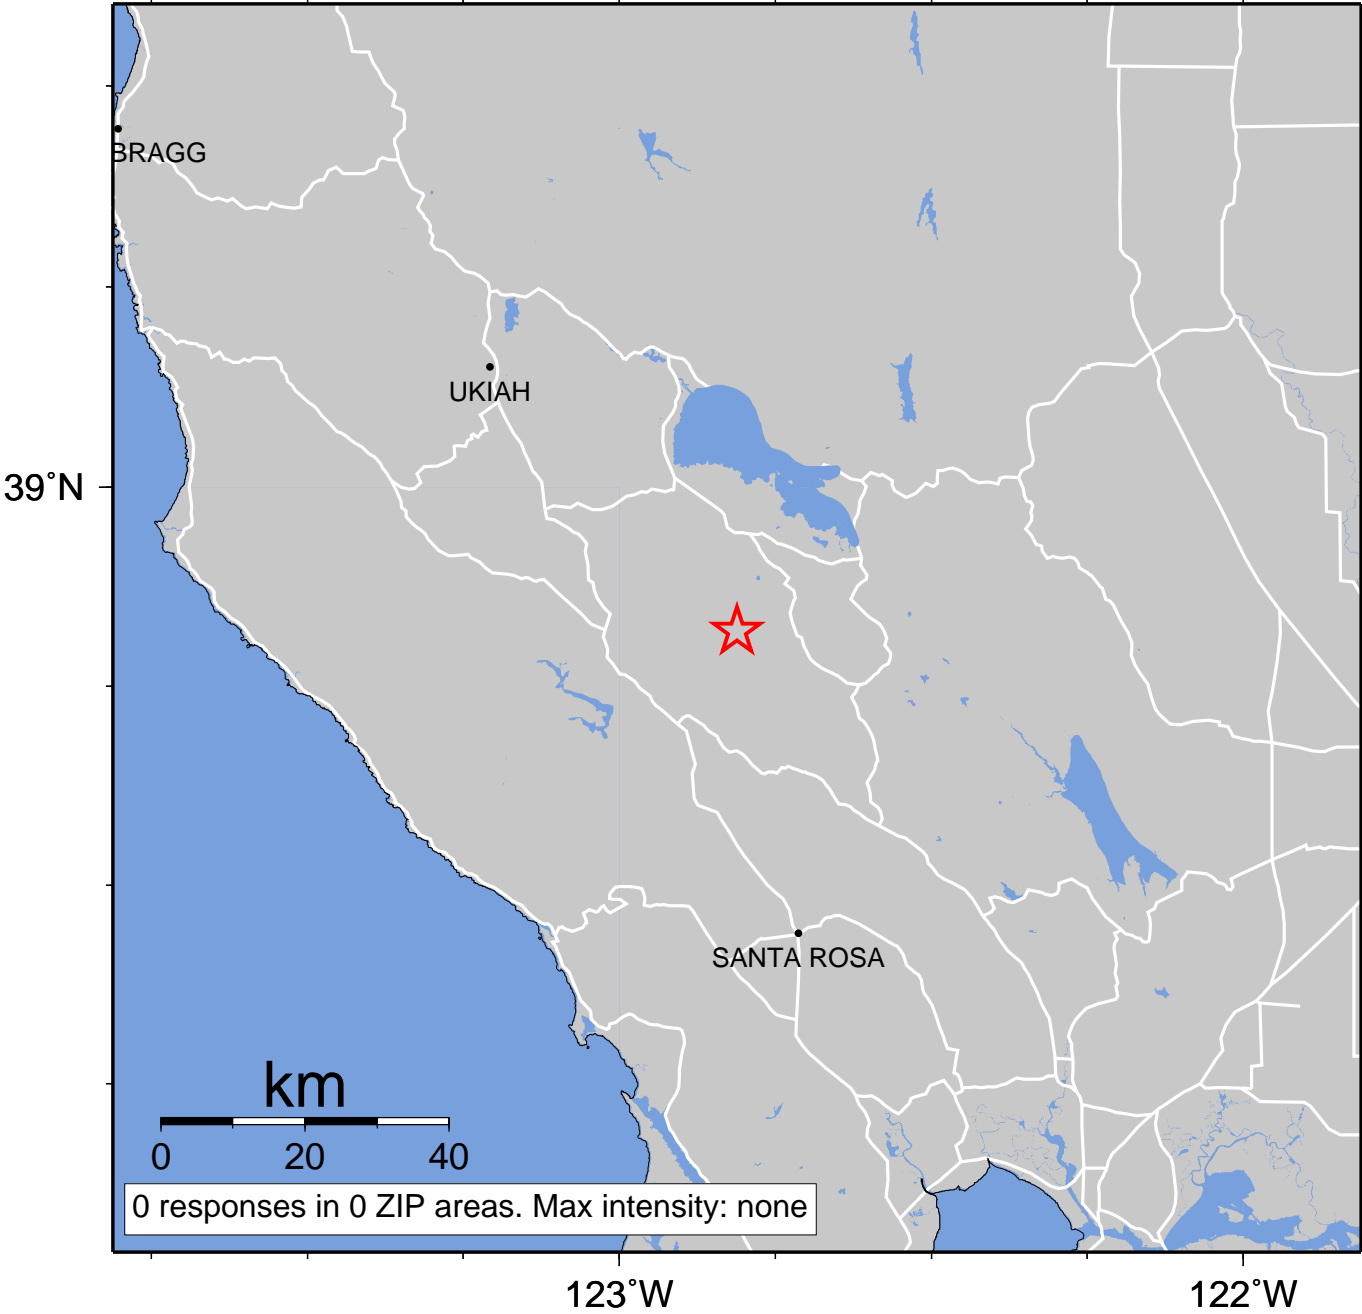 BRAGG
UKIAH
39°N
SANTA ROSA
km
0 20 40
0 responses in 0 ZIP areas. Max intensity: none
123°W 122°W